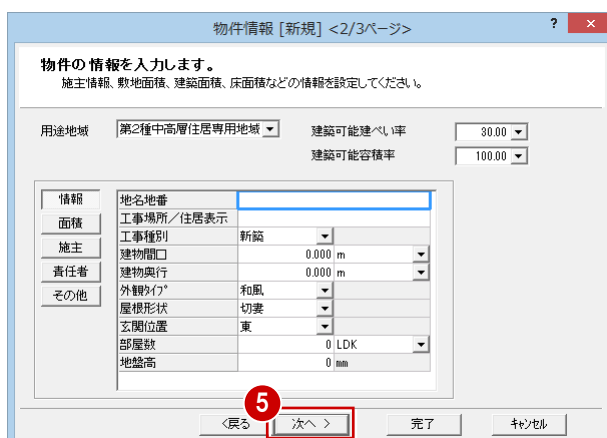 物件情報 [新規] <2/3ページ>
?
×
物件の情報を入力します。
施主情報、敷地面積、建築面積、床面積などの情報を設定してください。
用途地域 第2種中高層住居専用地域 建築可能建ぺい率 30.00
建築可能容積率 100.00
情報
面積
施主
責任者
その他
地名地番
工事場所／住居表示
工事種別 新築
建物間口 0.000 m
建物奥行 0.000 m
外観ﾀｲﾌﾟ 和風
屋根形状 切妻
玄関位置 東
部屋数 0 LDK
地盤高 0 mm
5
<戻る 次へ > 完了 ｷｬﾝｾﾙ